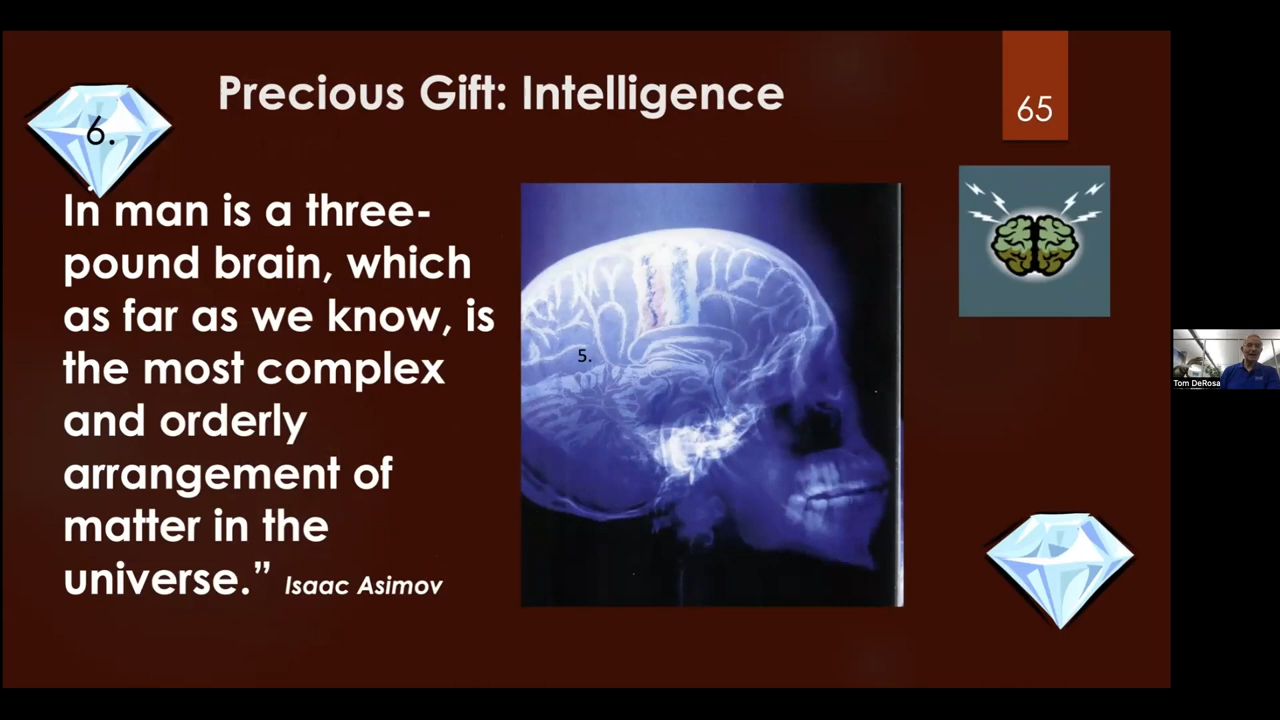 Precious Gift: Intelligence
65
6.
In man is a three-
pound brain, which
as far as we know, is
the most complex
and orderly
arrangement of
matter in the
universe.” Isaac Asimov
5.
Tom DeRosa